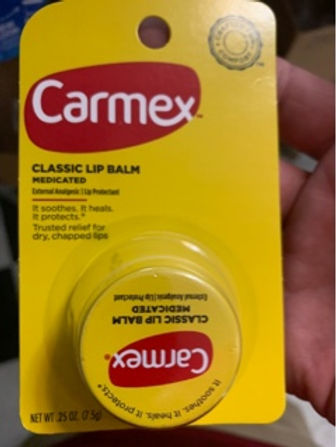 Carmex™
CLASSIC LIP BALM
MEDICATED
External Analgesic | Lip Protectant
It soothes. It heals.
It protects.*
Trusted relief for
dry, chapped lips
Carmex®
CLASSIC LIP BALM
MEDICATED
External Analgesic | Lip Protectant
It soothes. It heals. It protects.*
NET WT .25 OZ. (7.5g)